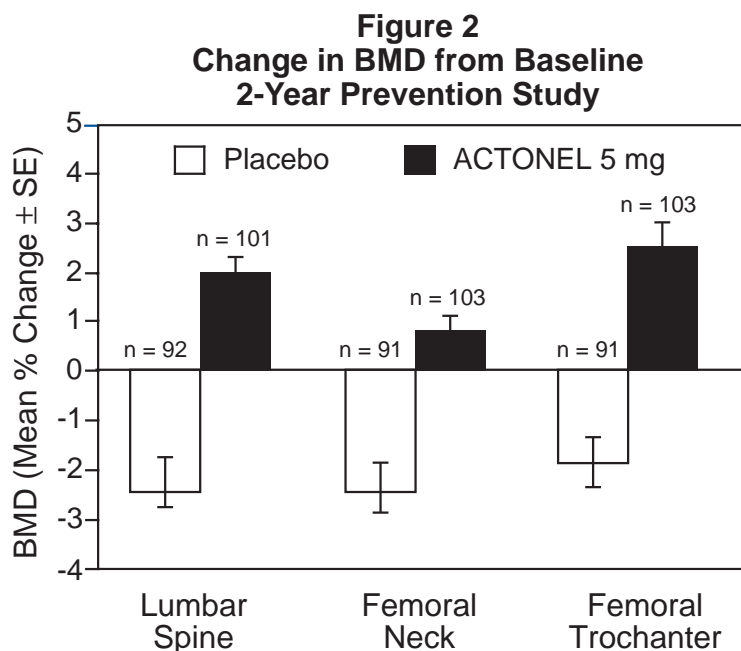 Figure 2
Change in BMD from Baseline
2-Year Prevention Study
BMD (Mean % Change ± SE)
5
4
3
2
1
0
-1
-2
-3
-4
Placebo
ACTONEL 5 mg
n = 92
n = 101
n = 91
n = 103
n = 91
n = 103
Lumbar
Spine
Femoral
Neck
Femoral
Trochanter